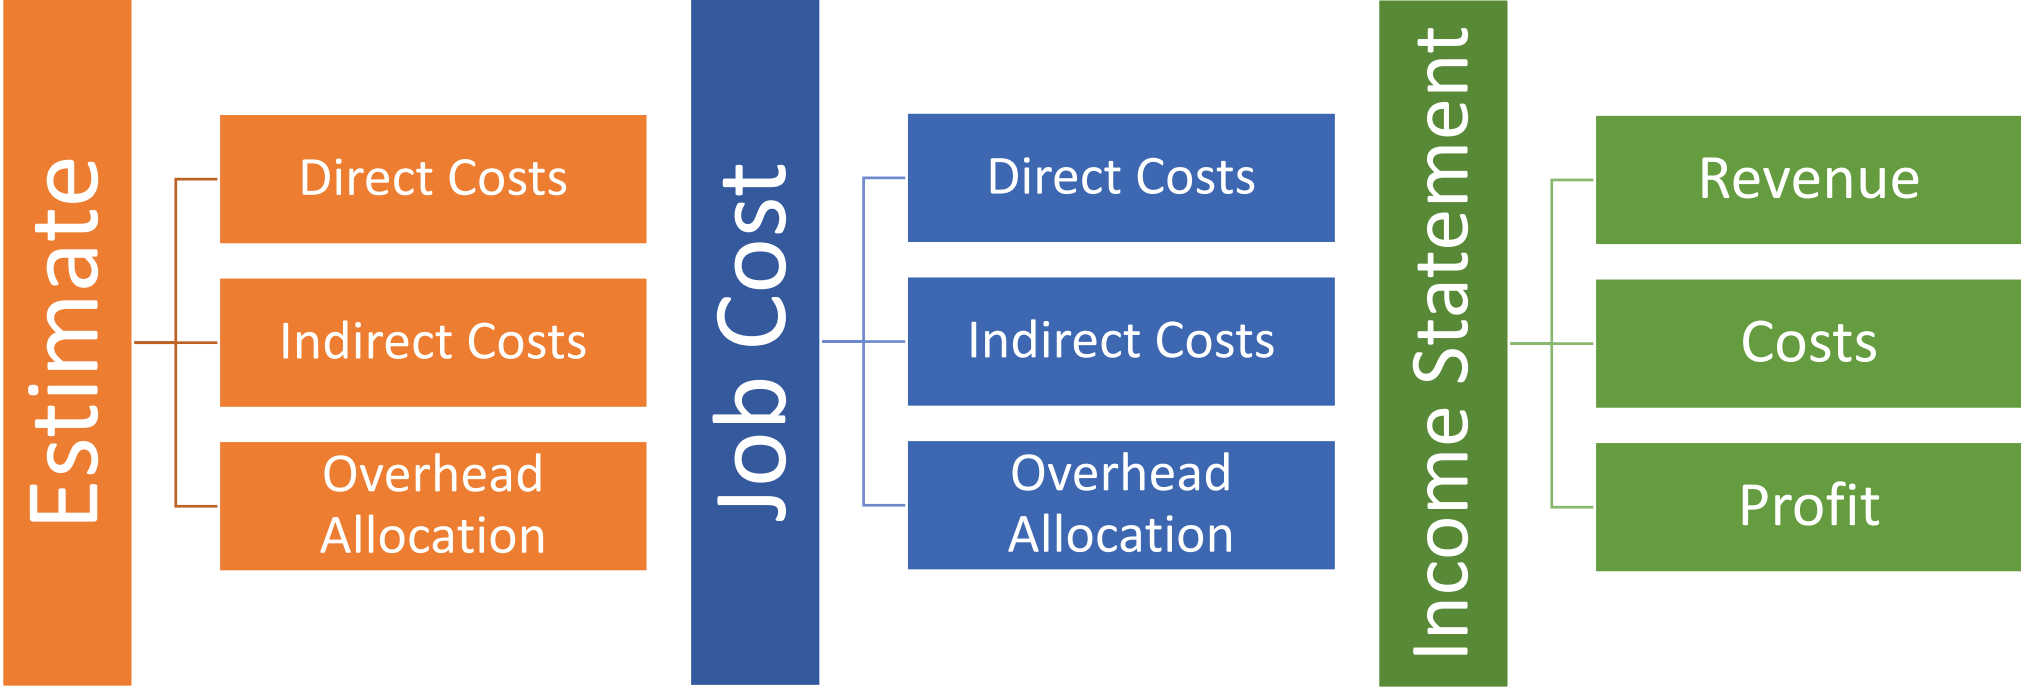 Estimate
Direct Costs
Indirect Costs
Overhead
Allocation
Job Cost
Direct Costs
Indirect Costs
Overhead
Allocation
Income Statement
Revenue
Costs
Profit